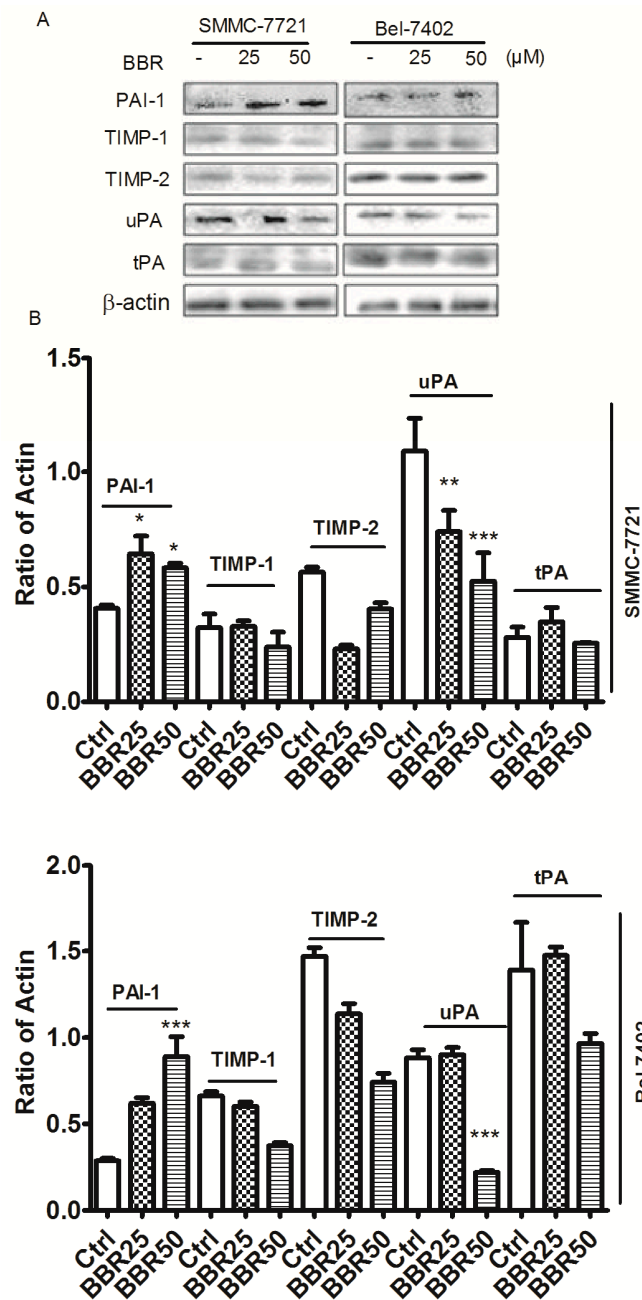 A
SMMC-7721 Bel-7402
BBR - 25 50 - 25 50 (µM)
PAI-1
TIMP-1
TIMP-2
uPA
tPA
β-actin
B
1.5
1.0
0.5
0.0
Ratio of Actin
PAI-1
* *
TIMP-1
TIMP-2
uPA
** ***
tPA
SMMC-7721
Ctrl BBR25 BBR50 Ctrl BBR25 BBR50 Ctrl BBR25 BBR50 Ctrl BBR25 BBR50 Ctrl BBR25 BBR50
2.0
1.5
1.0
0.5
0.0
Ratio of Actin
PAI-1
***
TIMP-1
TIMP-2
uPA
***
tPA
Bel-7402
Ctrl BBR25 BBR50 Ctrl BBR25 BBR50 Ctrl BBR25 BBR50 Ctrl BBR25 BBR50 Ctrl BBR25 BBR50